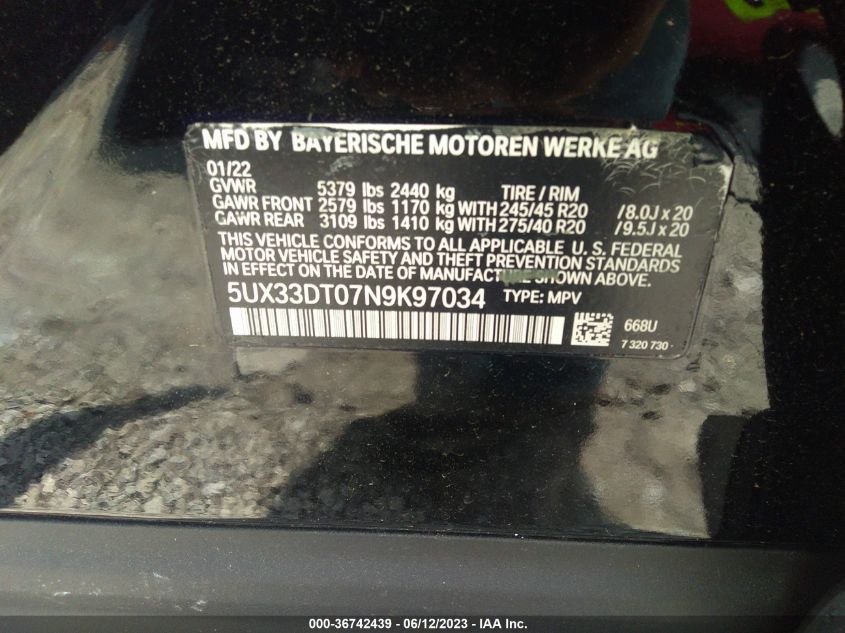 MFD BY BAYERISCHE MOTOREN WERKE AG
01/22
GVWR 5379 lbs 2440 kg TIRE / RIM
GAWR FRONT 2579 lbs 1170 kg WITH 245/45 R20 /8.0J x 20
GAWR REAR 3109 lbs 1410 kg WITH 275/40 R20 /9.5J x 20
THIS VEHICLE CONFORMS TO ALL APPLICABLE U. S. FEDERAL
MOTOR VEHICLE SAFETY AND THEFT PREVENTION STANDARDS
IN EFFECT ON THE DATE OF MANUFACTURE SHOWN ABOVE.
5UX33DT07N9K97034 TYPE: MPV
668U
7 320 730
000-36742439 - 06/12/2023 - IAA Inc.